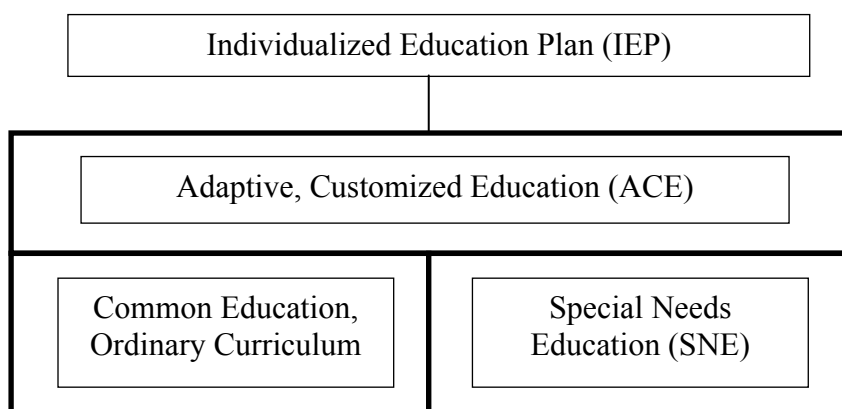 Individualized Education Plan (IEP)
Adaptive, Customized Education (ACE)
Common Education,
Ordinary Curriculum
Special Needs
Education (SNE)